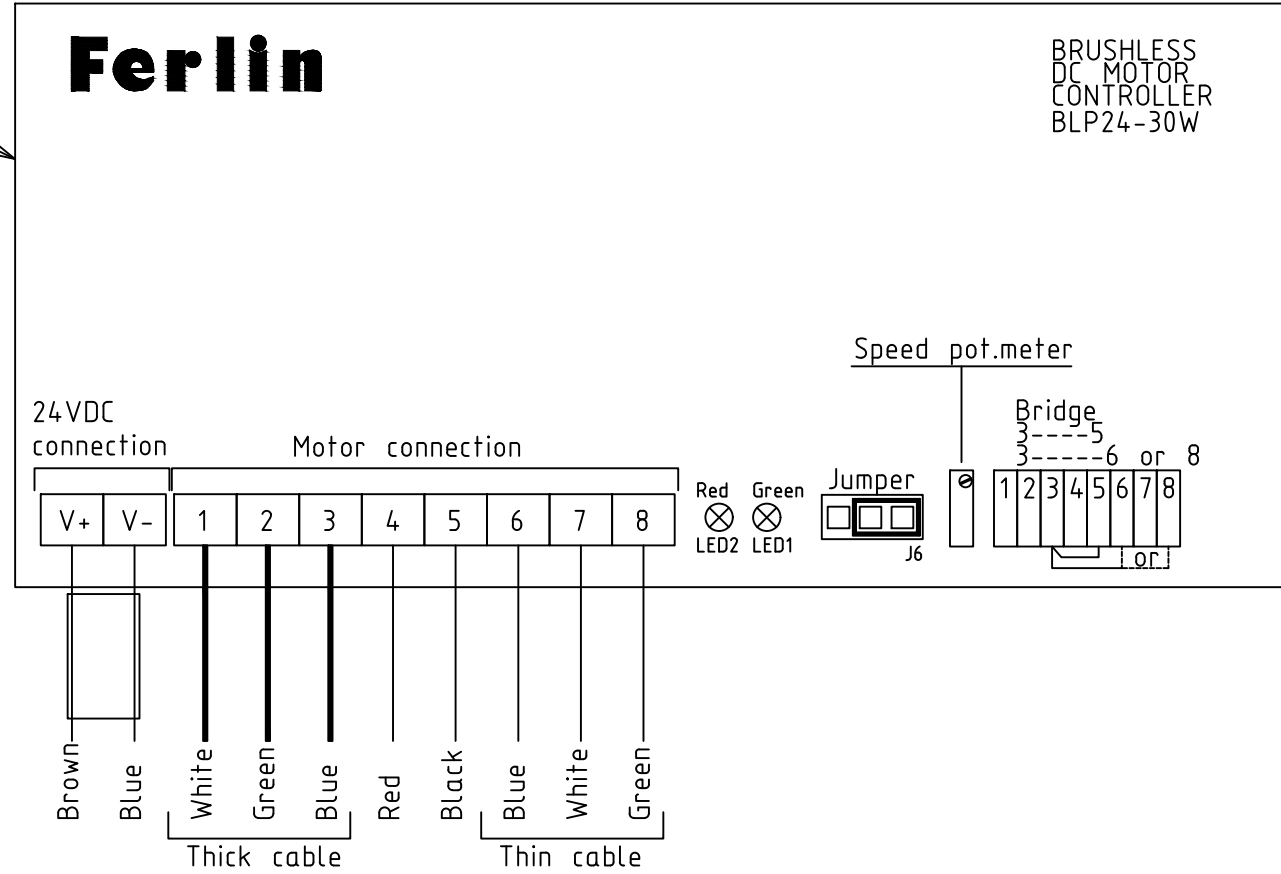 Ferlin
BRUSHLESS
DC MOTOR
CONTROLLER
BLP24-30W
Speed pot.meter
24VDC
connection
Motor connection
Bridge
3-----5
3-----6 or 8
Red Green
Jumper
V+ V- 1 2 3 4 5 6 7 8
1 2 3 4 5 6 7 8
LED2 LED1
J6
or
Brown
Blue
White
Green
Blue
Red
Black
Blue
White
Green
Thick cable
Thin cable